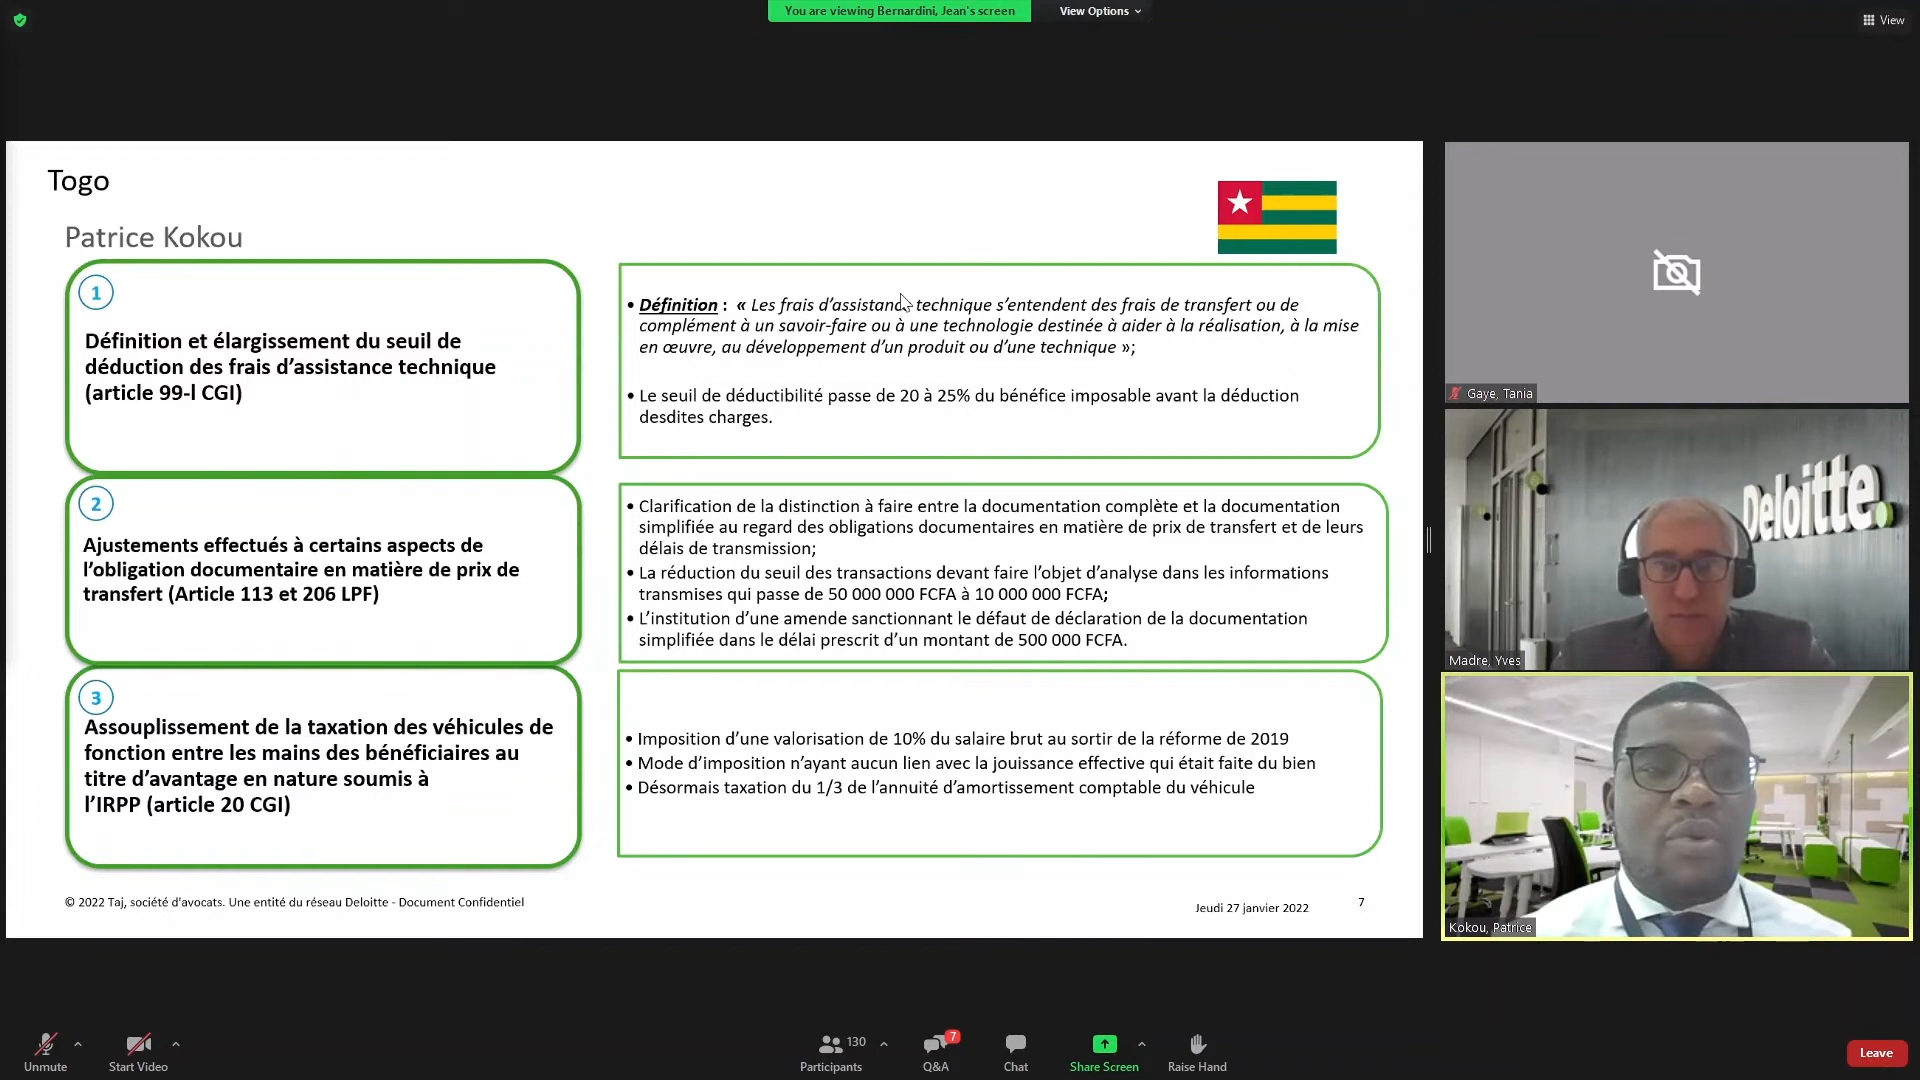 You are viewing Bernardini, Jean's screen
View Options
View
Togo
Patrice Kokou
1
Définition et élargissement du seuil de
déduction des frais d'assistance technique
(article 99-l CGI)
• Définition : « Les frais d'assistance technique s'entendent des frais de transfert ou de
complément à un savoir-faire ou à une technologie destinée à aider à la réalisation, à la mise
en œuvre, au développement d'un produit ou d'une technique »;
• Le seuil de déductibilité passe de 20 à 25% du bénéfice imposable avant la déduction
desdites charges.
2
Ajustements effectués à certains aspects de
l'obligation documentaire en matière de prix de
transfert (Article 113 et 206 LPF)
• Clarification de la distinction à faire entre la documentation complète et la documentation
simplifiée au regard des obligations documentaires en matière de prix de transfert et de leurs
délais de transmission;
• La réduction du seuil des transactions devant faire l'objet d'analyse dans les informations
transmises qui passe de 50 000 000 FCFA à 10 000 000 FCFA;
• L'institution d'une amende sanctionnant le défaut de déclaration de la documentation
simplifiée dans le délai prescrit d'un montant de 500 000 FCFA.
3
Assouplissement de la taxation des véhicules de
fonction entre les mains des bénéficiaires au
titre d'avantage en nature soumis à
l'IRPP (article 20 CGI)
• Imposition d'une valorisation de 10% du salaire brut au sortir de la réforme de 2019
• Mode d'imposition n'ayant aucun lien avec la jouissance effective qui était faite du bien
• Désormais taxation du 1/3 de l'annuité d'amortissement comptable du véhicule
© 2022 Taj, société d'avocats. Une entité du réseau Deloitte - Document Confidentiel
Jeudi 27 janvier 2022
7
Gaye, Tania
Deloitte.
Madre, Yves
Kokou, Patrice
Unmute
Start Video
130
Participants
7
Q&A
Chat
Share Screen
Raise Hand
Leave